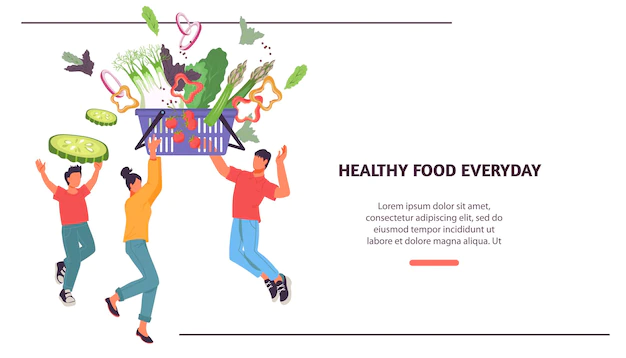 HEALTHY FOOD EVERYDAY
Lorem ipsum dolor sit amet,
consectetur adipiscing elit, sed do
eiusmod tempor incididunt ut
labore et dolore magna aliqua. Ut